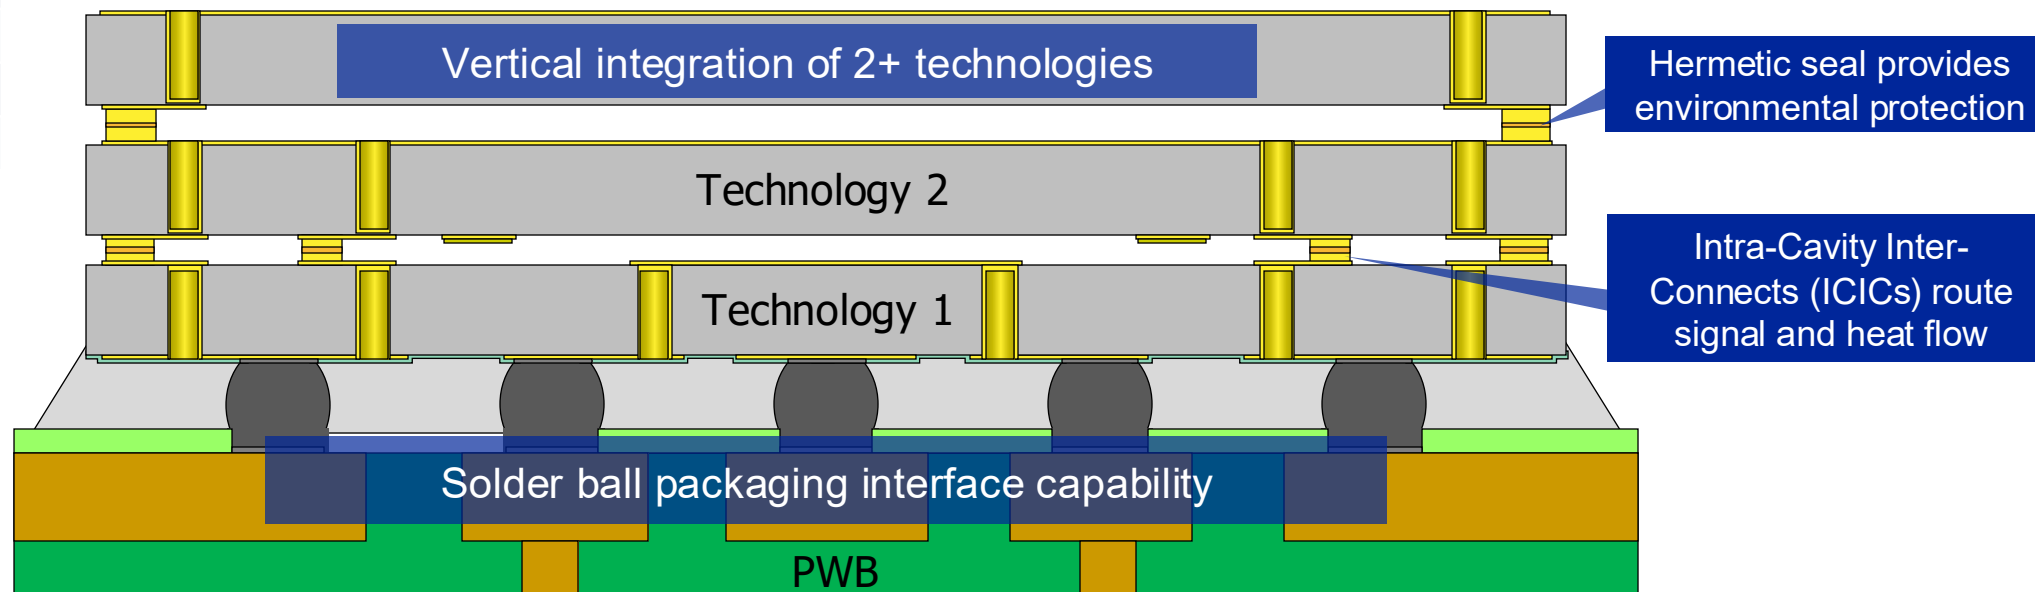 Vertical integration of 2+ technologies
Hermetic seal provides
environmental protection
Technology 2
Intra-Cavity Inter-
Connects (ICICs) route
signal and heat flow
Technology 1
Solder ball packaging interface capability
PWB